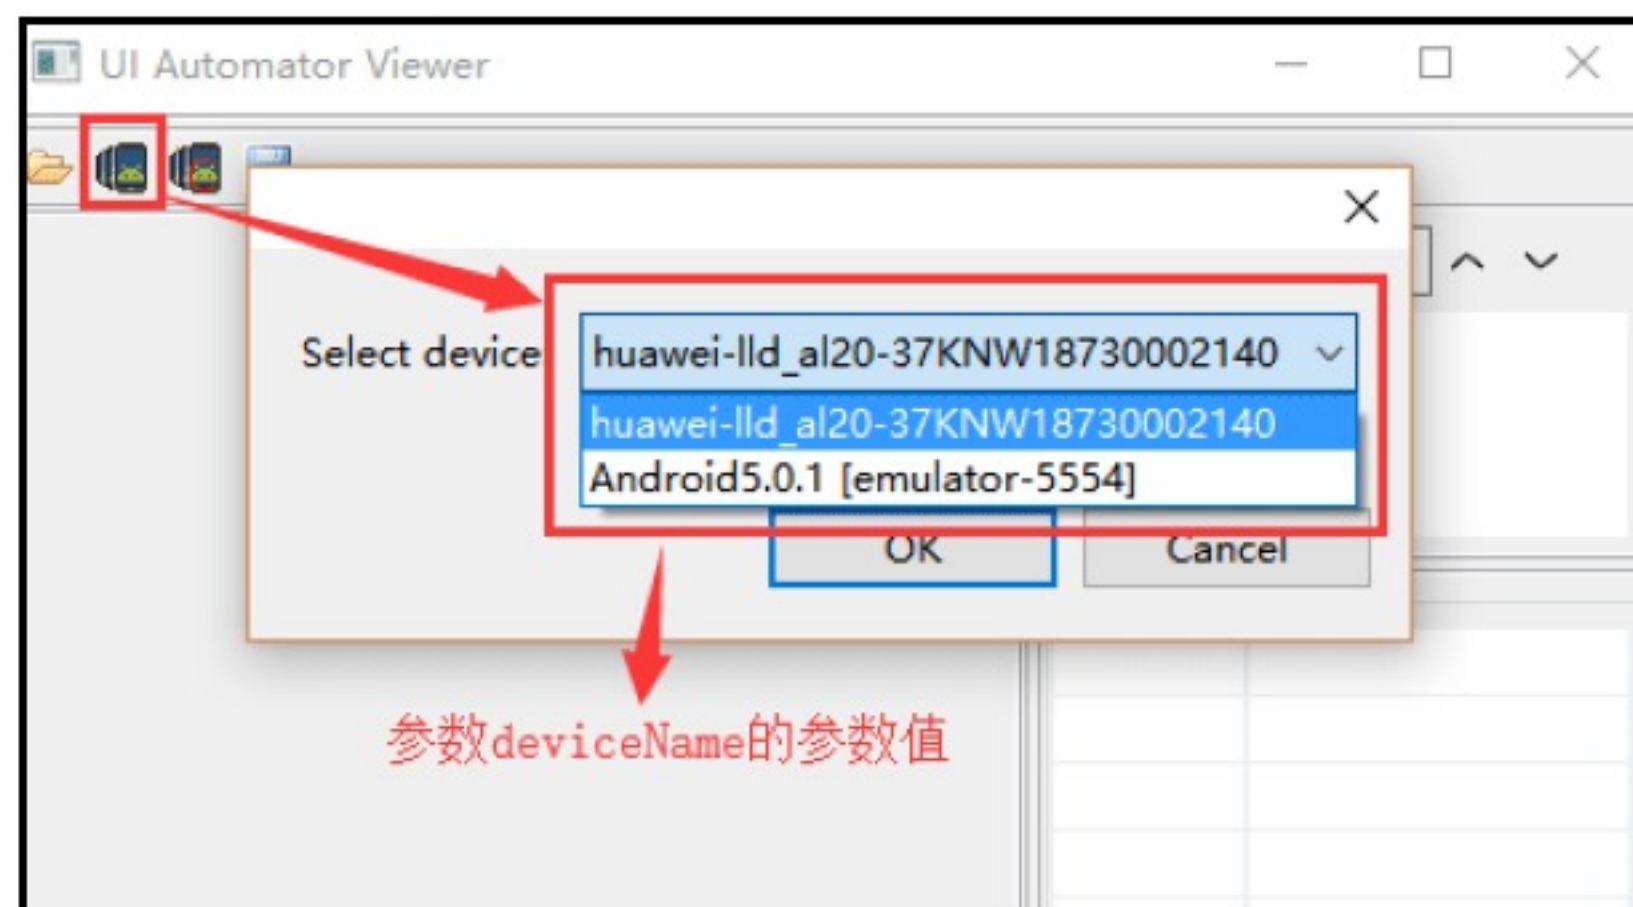 UI Automator Viewer
Select device
huawei-lld_al20-37KNW18730002140
huawei-lld_al20-37KNW18730002140
Android5.0.1 [emulator-5554]
OK
Cancel
参数deviceName的参数值